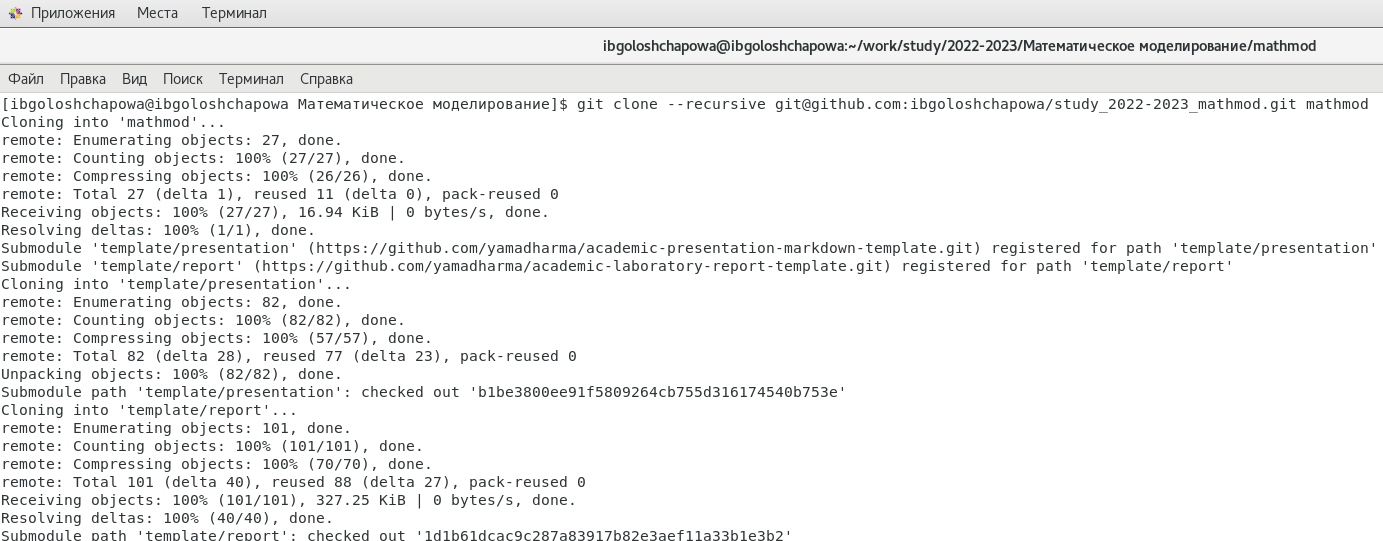 Приложения Места Терминал
ibgoloshchapowa@ibgoloshchapowa:~/work/study/2022-2023/Математическое моделирование/mathmod
Файл Правка Вид Поиск Терминал Справка
[ibgoloshchapowa@ibgoloshchapowa Математическое моделирование]$ git clone --recursive git@github.com:ibgoloshchapowa/study_2022-2023_mathmod.git mathmod
Cloning into 'mathmod'...
remote: Enumerating objects: 27, done.
remote: Counting objects: 100% (27/27), done.
remote: Compressing objects: 100% (26/26), done.
remote: Total 27 (delta 1), reused 11 (delta 0), pack-reused 0
Receiving objects: 100% (27/27), 16.94 KiB | 0 bytes/s, done.
Resolving deltas: 100% (1/1), done.
Submodule 'template/presentation' (https://github.com/yamadharma/academic-presentation-markdown-template.git) registered for path 'template/presentation'
Submodule 'template/report' (https://github.com/yamadharma/academic-laboratory-report-template.git) registered for path 'template/report'
Cloning into 'template/presentation'...
remote: Enumerating objects: 82, done.
remote: Counting objects: 100% (82/82), done.
remote: Compressing objects: 100% (57/57), done.
remote: Total 82 (delta 28), reused 77 (delta 23), pack-reused 0
Unpacking objects: 100% (82/82), done.
Submodule path 'template/presentation': checked out 'b1be3800ee91f5809264cb755d316174540b753e'
Cloning into 'template/report'...
remote: Enumerating objects: 101, done.
remote: Counting objects: 100% (101/101), done.
remote: Compressing objects: 100% (70/70), done.
remote: Total 101 (delta 40), reused 88 (delta 27), pack-reused 0
Receiving objects: 100% (101/101), 327.25 KiB | 0 bytes/s, done.
Resolving deltas: 100% (40/40), done.
Submodule path 'template/report': checked out '1d1b61dcac9c287a83917b82e3aef11a33b1e3b2'